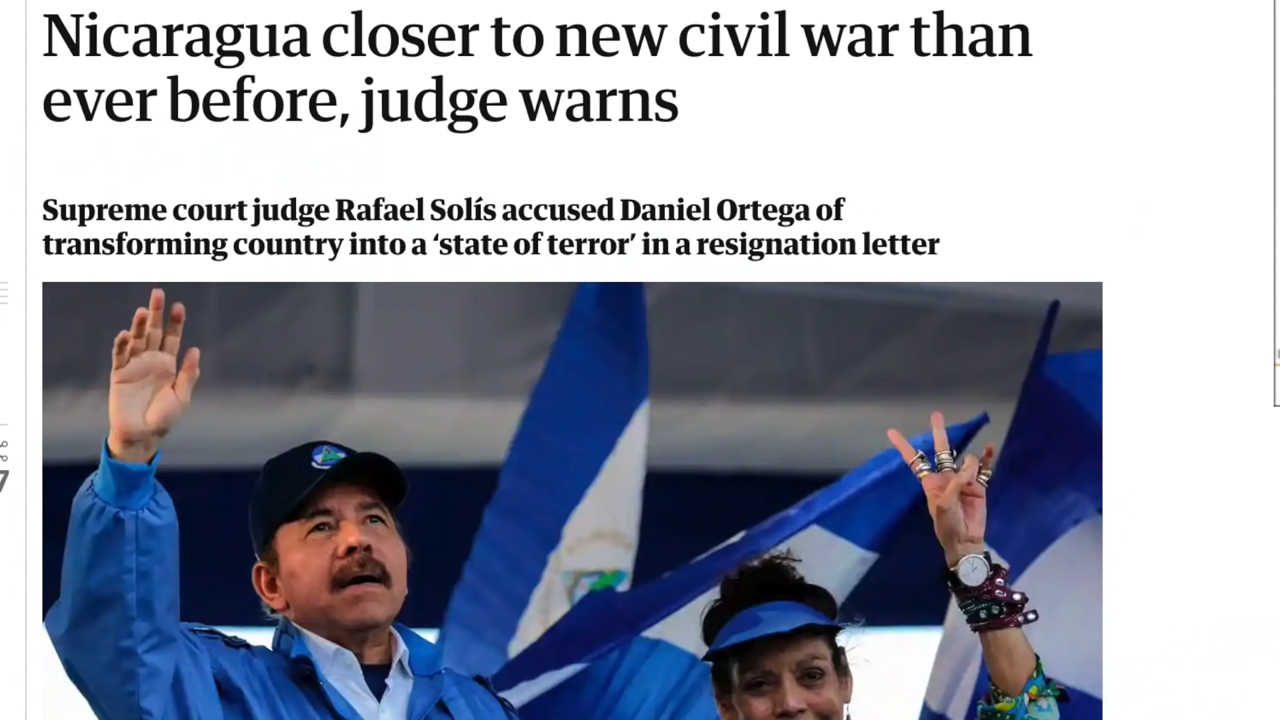 Nicaragua closer to new civil war than
ever before, judge warns
Supreme court judge Rafael Solís accused Daniel Ortega of
transforming country into a ‘state of terror’ in a resignation letter